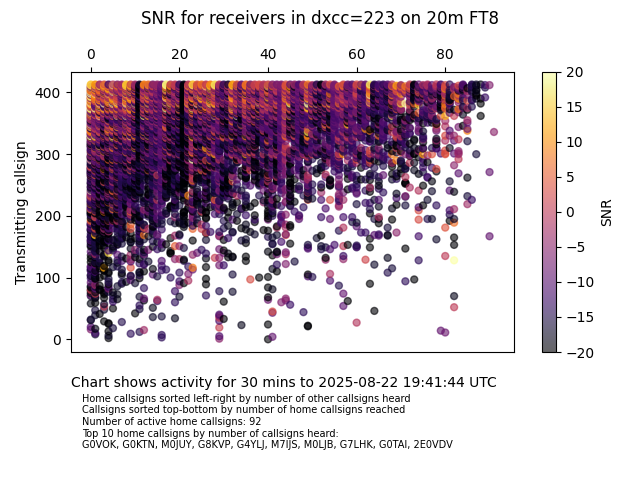 SNR for receivers in dxcc=223 on 20m FT8
0 20 40 60 80
400
300
200
100
0
Transmitting callsign
20
15
10
5
0
−5
−10
−15
−20
SNR
Chart shows activity for 30 mins to 2025-08-22 19:41:44 UTC
Home callsigns sorted left-right by number of other callsigns heard
Callsigns sorted top-bottom by number of home callsigns reached
Number of active home callsigns: 92
Top 10 home callsigns by number of callsigns heard:
G0VOK, G0KTN, M0JUY, G8KVP, G4YLJ, M7IJS, M0LJB, G7LHK, G0TAI, 2E0VDV